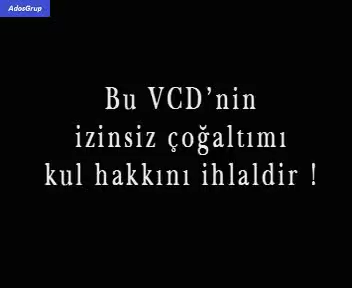 AdosGrup
Bu VCD’nin
izinsiz çoğaltımı
kul hakkını ihlaldir !